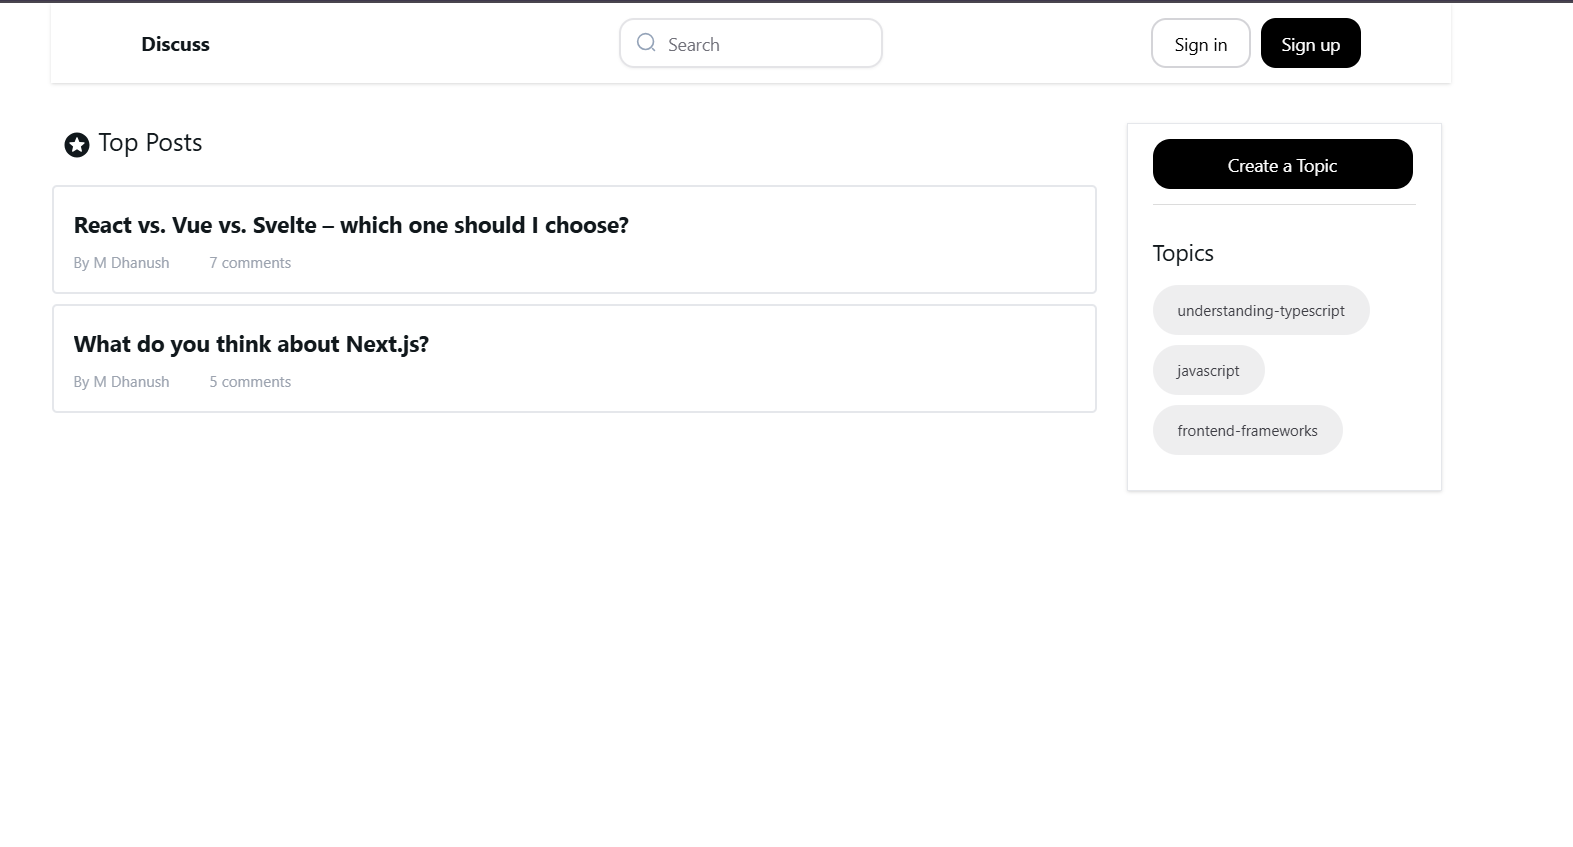 Discuss
Search
Sign in
Sign up
Top Posts
React vs. Vue vs. Svelte – which one should I choose?
By M Dhanush 7 comments
What do you think about Next.js?
By M Dhanush 5 comments
Create a Topic
Topics
understanding-typescript
javascript
frontend-frameworks